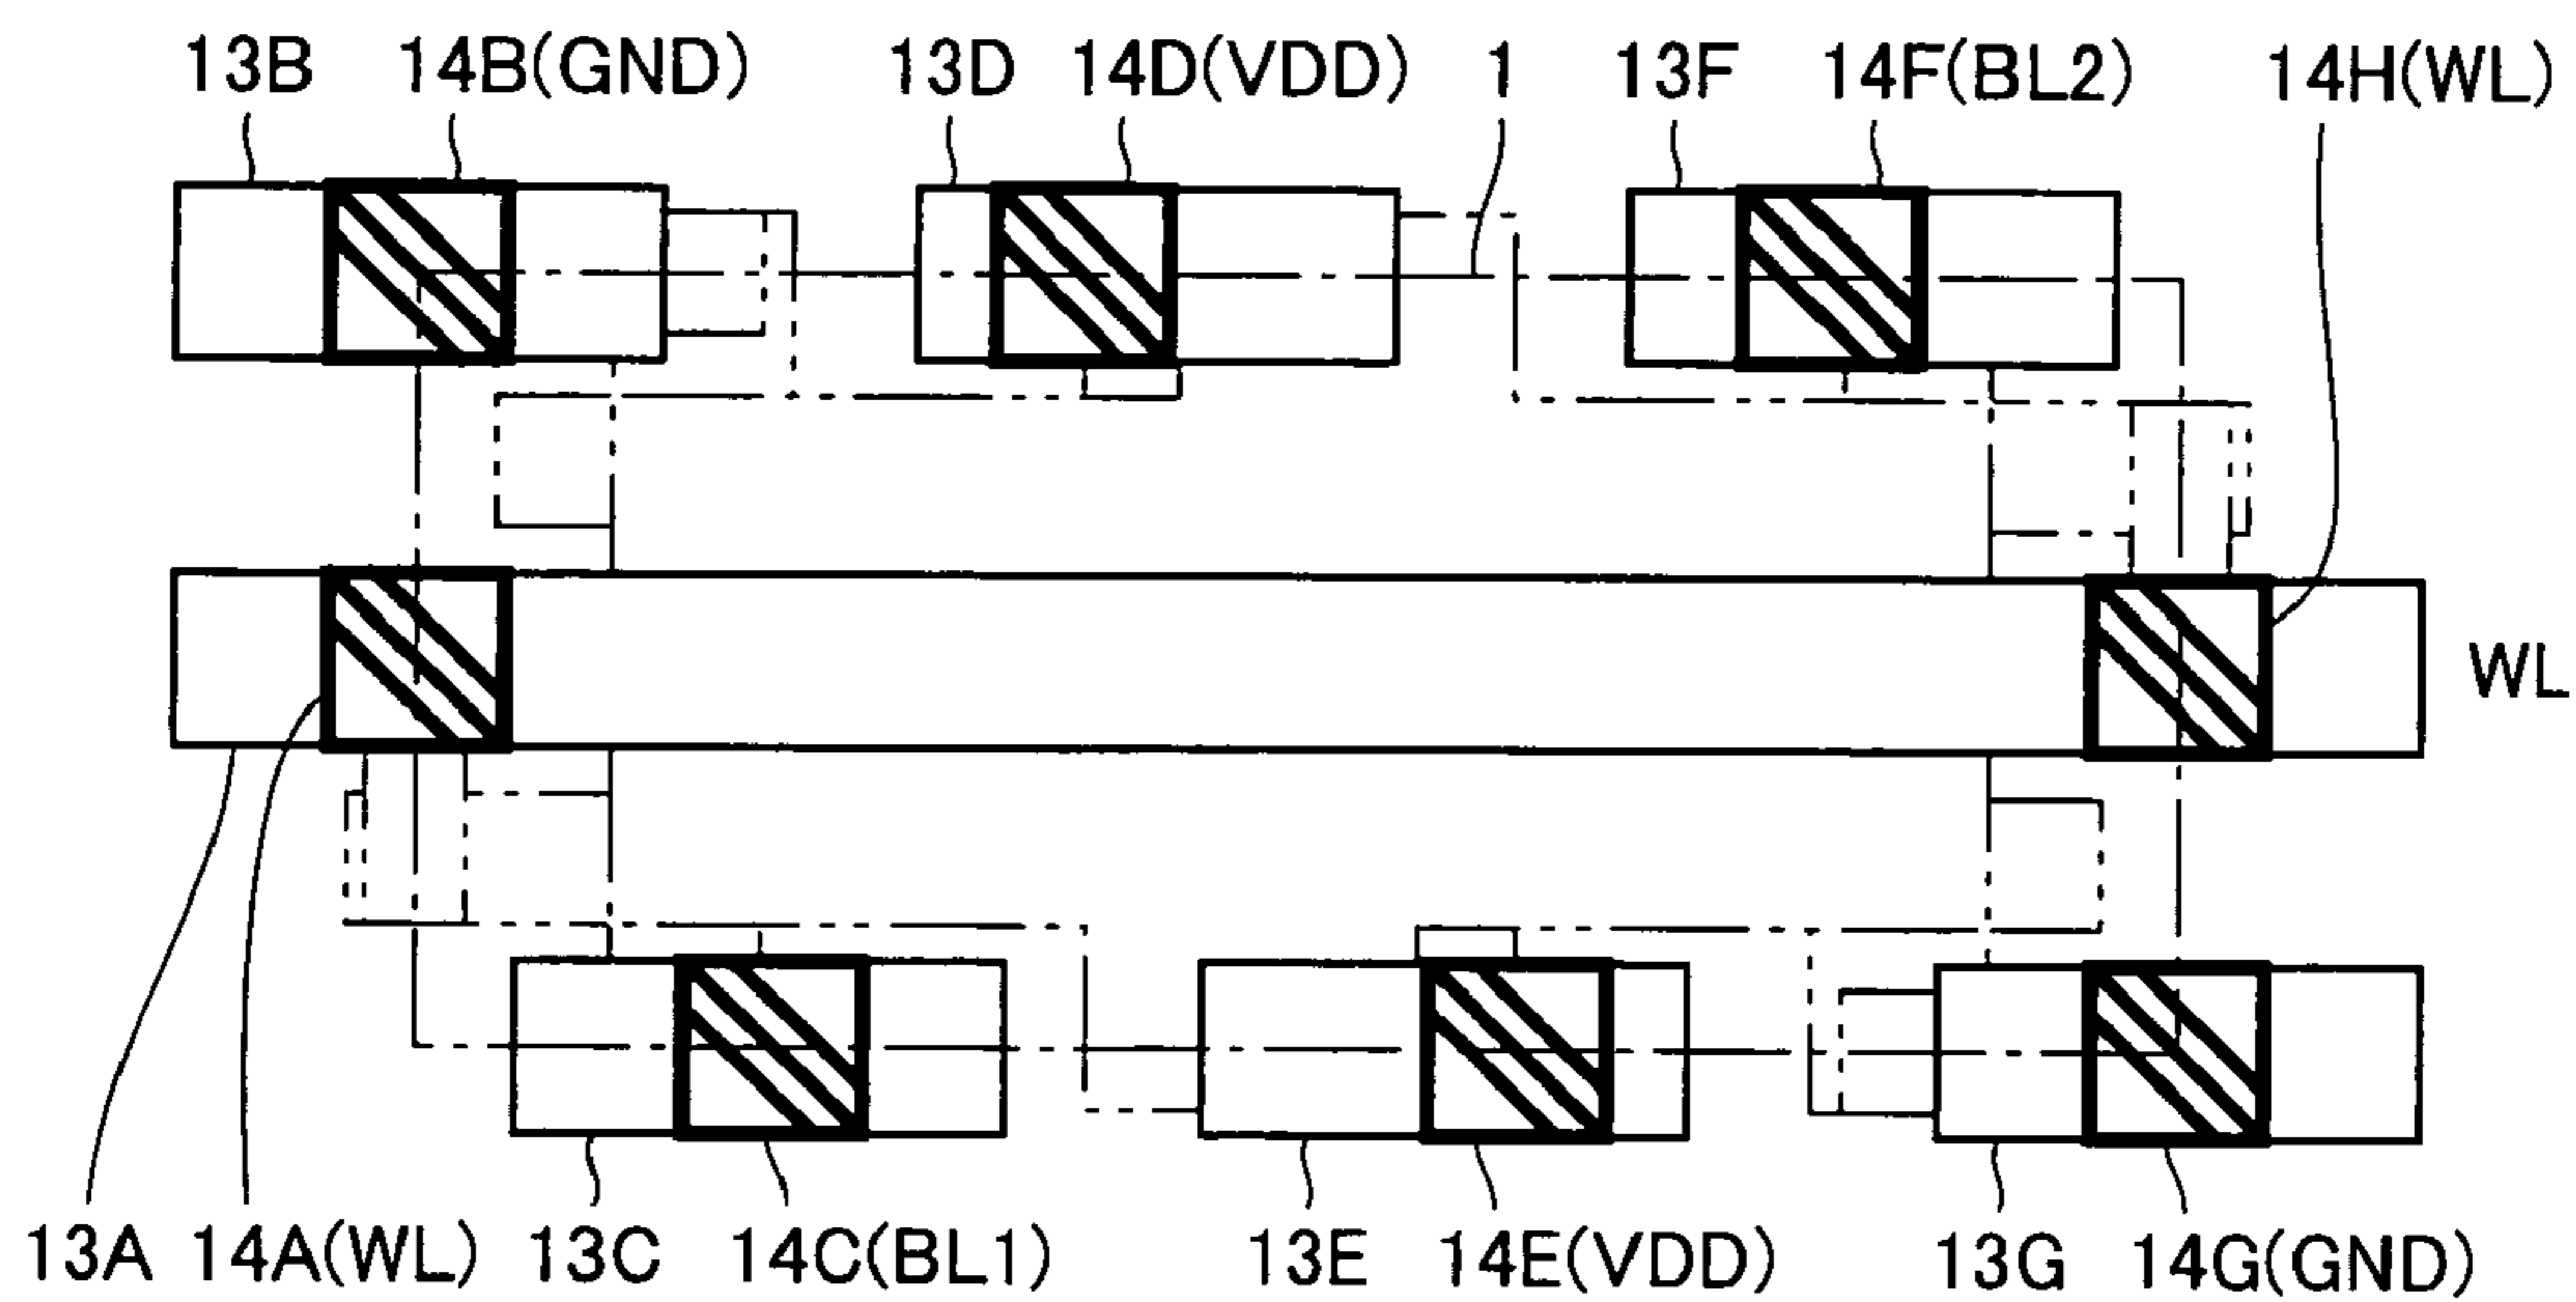 13B 14B(GND) 13D 14D(VDD) 1 13F 14F(BL2) 14H(WL)
WL
13A 14A(WL) 13C 14C(BL1) 13E 14E(VDD) 13G 14G(GND)